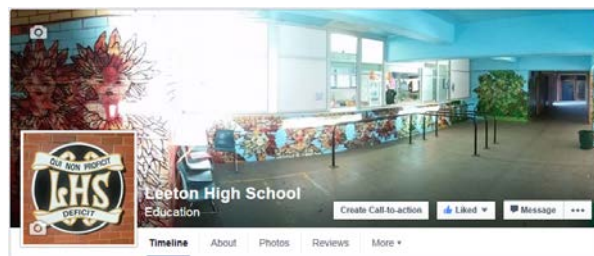 QUI NON PROFICIT
LHS
DEFICIT
Leeton High School
Education
Create Call-to-action
Liked
Message
Timeline
About
Photos
Reviews
More